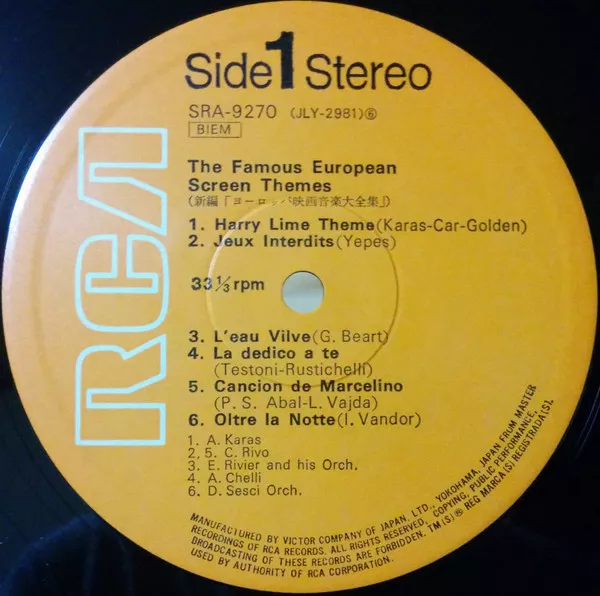 Side 1 Stereo
SRA-9270 (JLY-2981)⑥
BIEM
RCA
The Famous European
Screen Themes
(新編「ヨーロッパ映画音楽大全集」)
1. Harry Lime Theme(Karas-Car-Golden)
2. Jeux Interdits(Yepes)
33 1/3 rpm
3. L'eau Vilve(G. Beart)
4. La dedico a te
(Testoni-Rustichelli)
5. Cancion de Marcelino
(P. S. Abal-L. Vajda)
6. Oltre la Notte(I. Vandor)
1. A. Karas
2. 5. C. Rivo
3. E. Rivier and his Orch.
4. A. Chelli
6. D. Sesci Orch.
MANUFACTURED BY VICTOR COMPANY OF JAPAN, LTD., YOKOHAMA, JAPAN FROM MASTER
RECORDINGS OF RCA RECORDS. ALL RIGHTS RESERVED. COPYING, PUBLIC PERFORMANCE,
BROADCASTING OF THESE RECORDS ARE FORBIDDEN. TM(S)® REG MARCA(S) REGISTRADA(S),
USED BY AUTHORITY OF RCA CORPORATION.